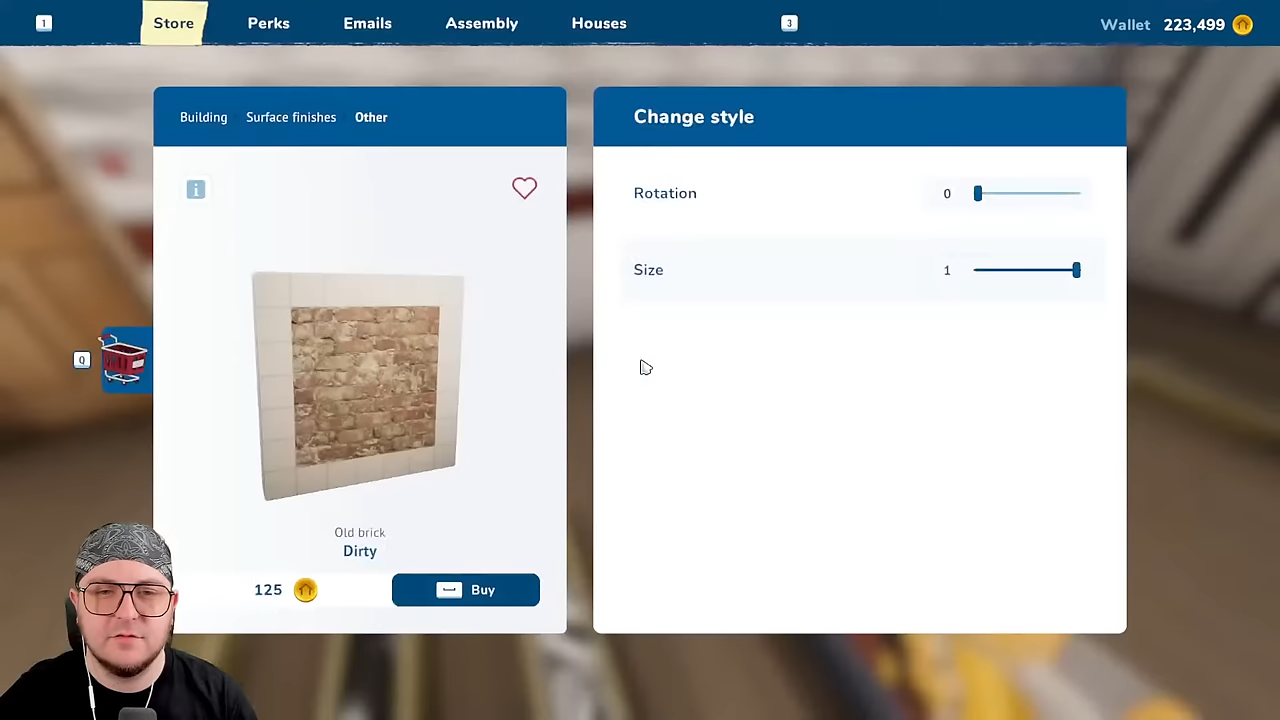 1 Store Perks Emails Assembly Houses 3 Wallet 223,499
Building Surface finishes Other
Change style
i
Rotation 0
Size 1
Q
Old brick
Dirty
125 Buy